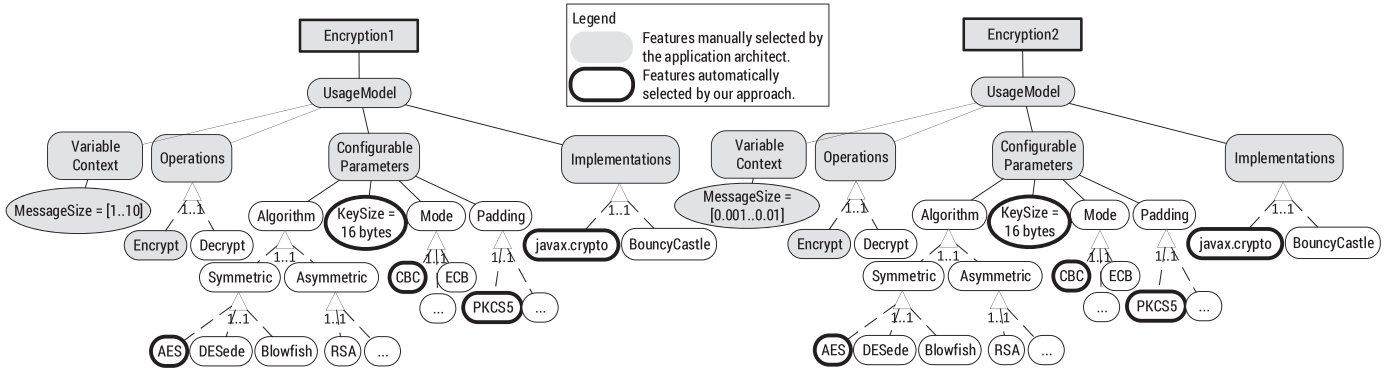 Encryption1
Legend
Features manually selected by
the application architect.
Features automatically
selected by our approach.
Encryption2
UsageModel
Variable
Context
Operations
Configurable
Parameters
Implementations
MessageSize = [1..10]
1..1
Encrypt
Decrypt
Algorithm
KeySize =
16 bytes
Mode
Padding
1..1
javax.crypto
BouncyCastle
1..1
Symmetric
Asymmetric
1..1
CBC
ECB
...
1..1
PKCS5
...
1..1
AES
DESede
Blowfish
1..1
RSA
...
UsageModel
Variable
Context
Operations
Configurable
Parameters
Implementations
MessageSize =
[0.001..0.01]
1..1
Encrypt
Decrypt
Algorithm
KeySize =
16 bytes
Mode
Padding
1..1
javax.crypto
BouncyCastle
1..1
Symmetric
Asymmetric
1..1
CBC
ECB
...
1..1
PKCS5
...
1..1
AES
DESede
Blowfish
1..1
RSA
...